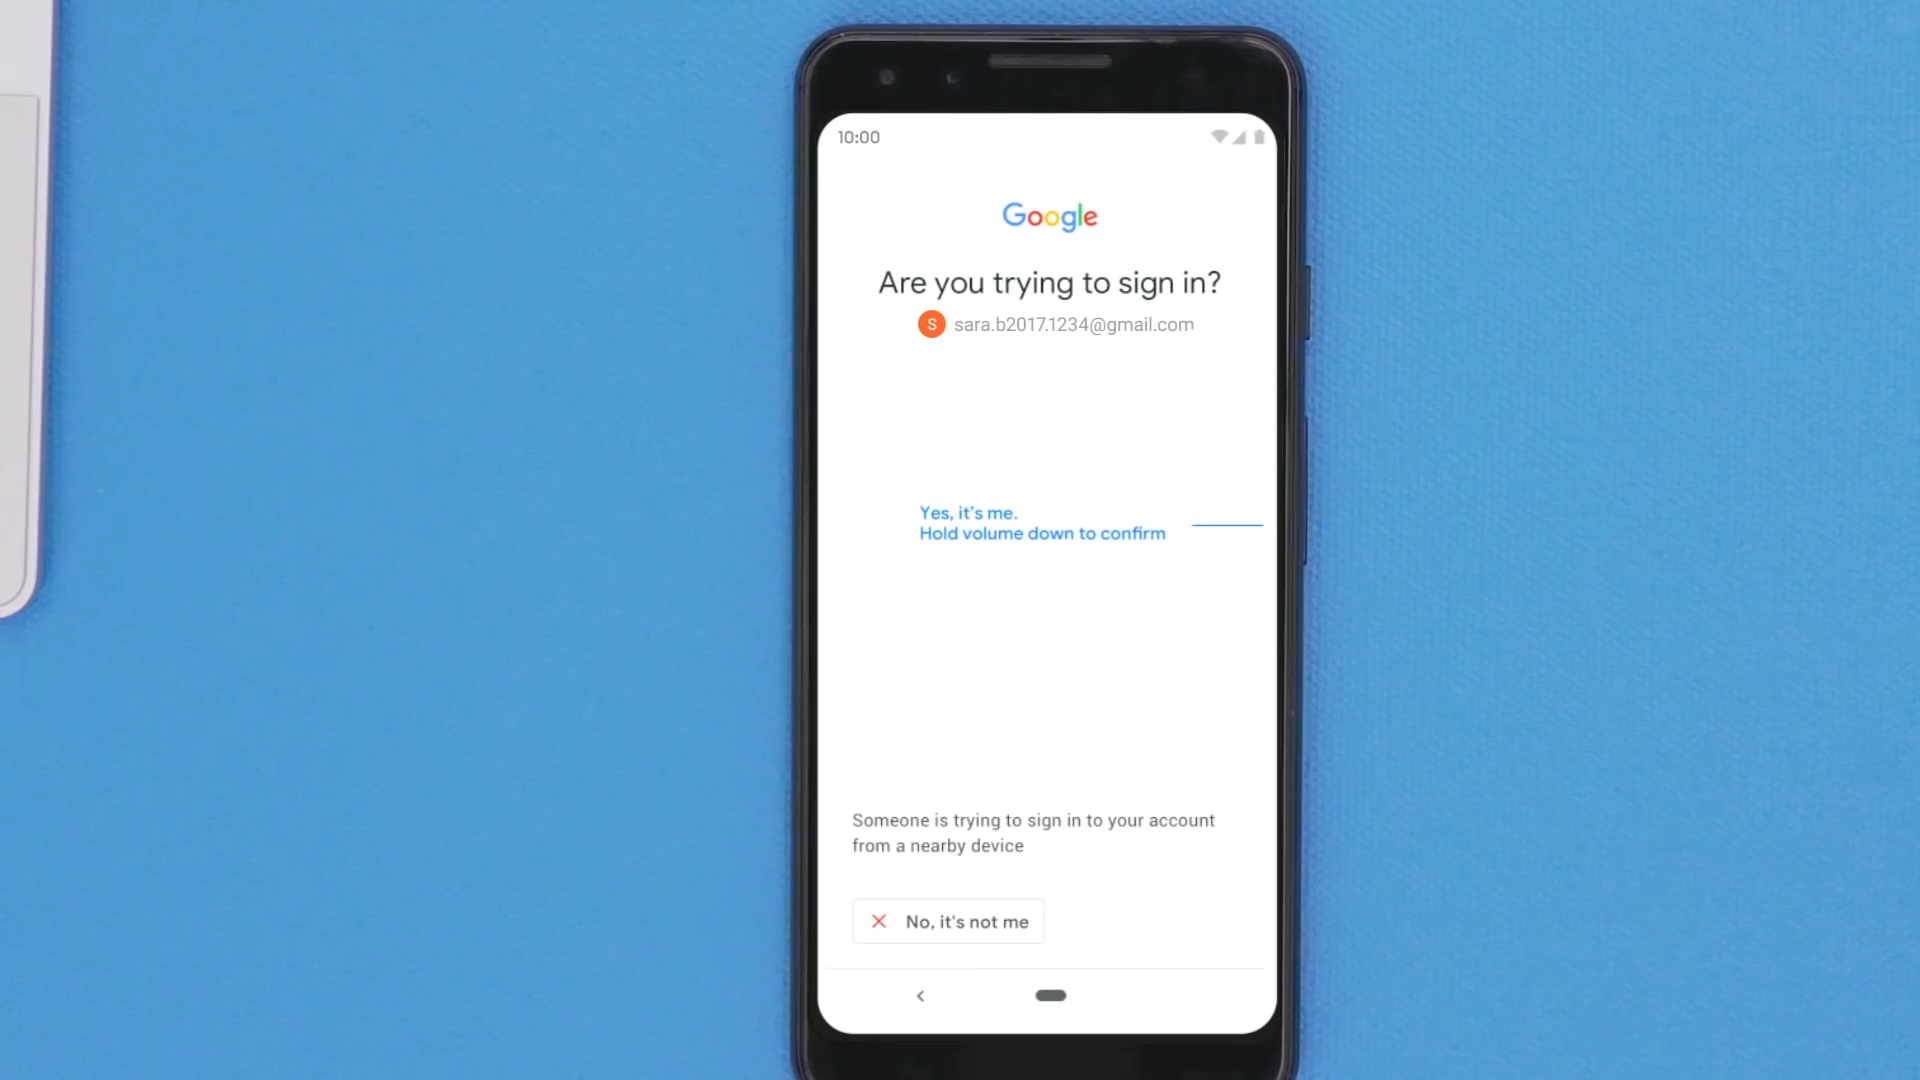 10:00
Google
Are you trying to sign in?
S sara.b2017.1234@gmail.com
Yes, it's me.
Hold volume down to confirm
Someone is trying to sign in to your account
from a nearby device
No, it's not me